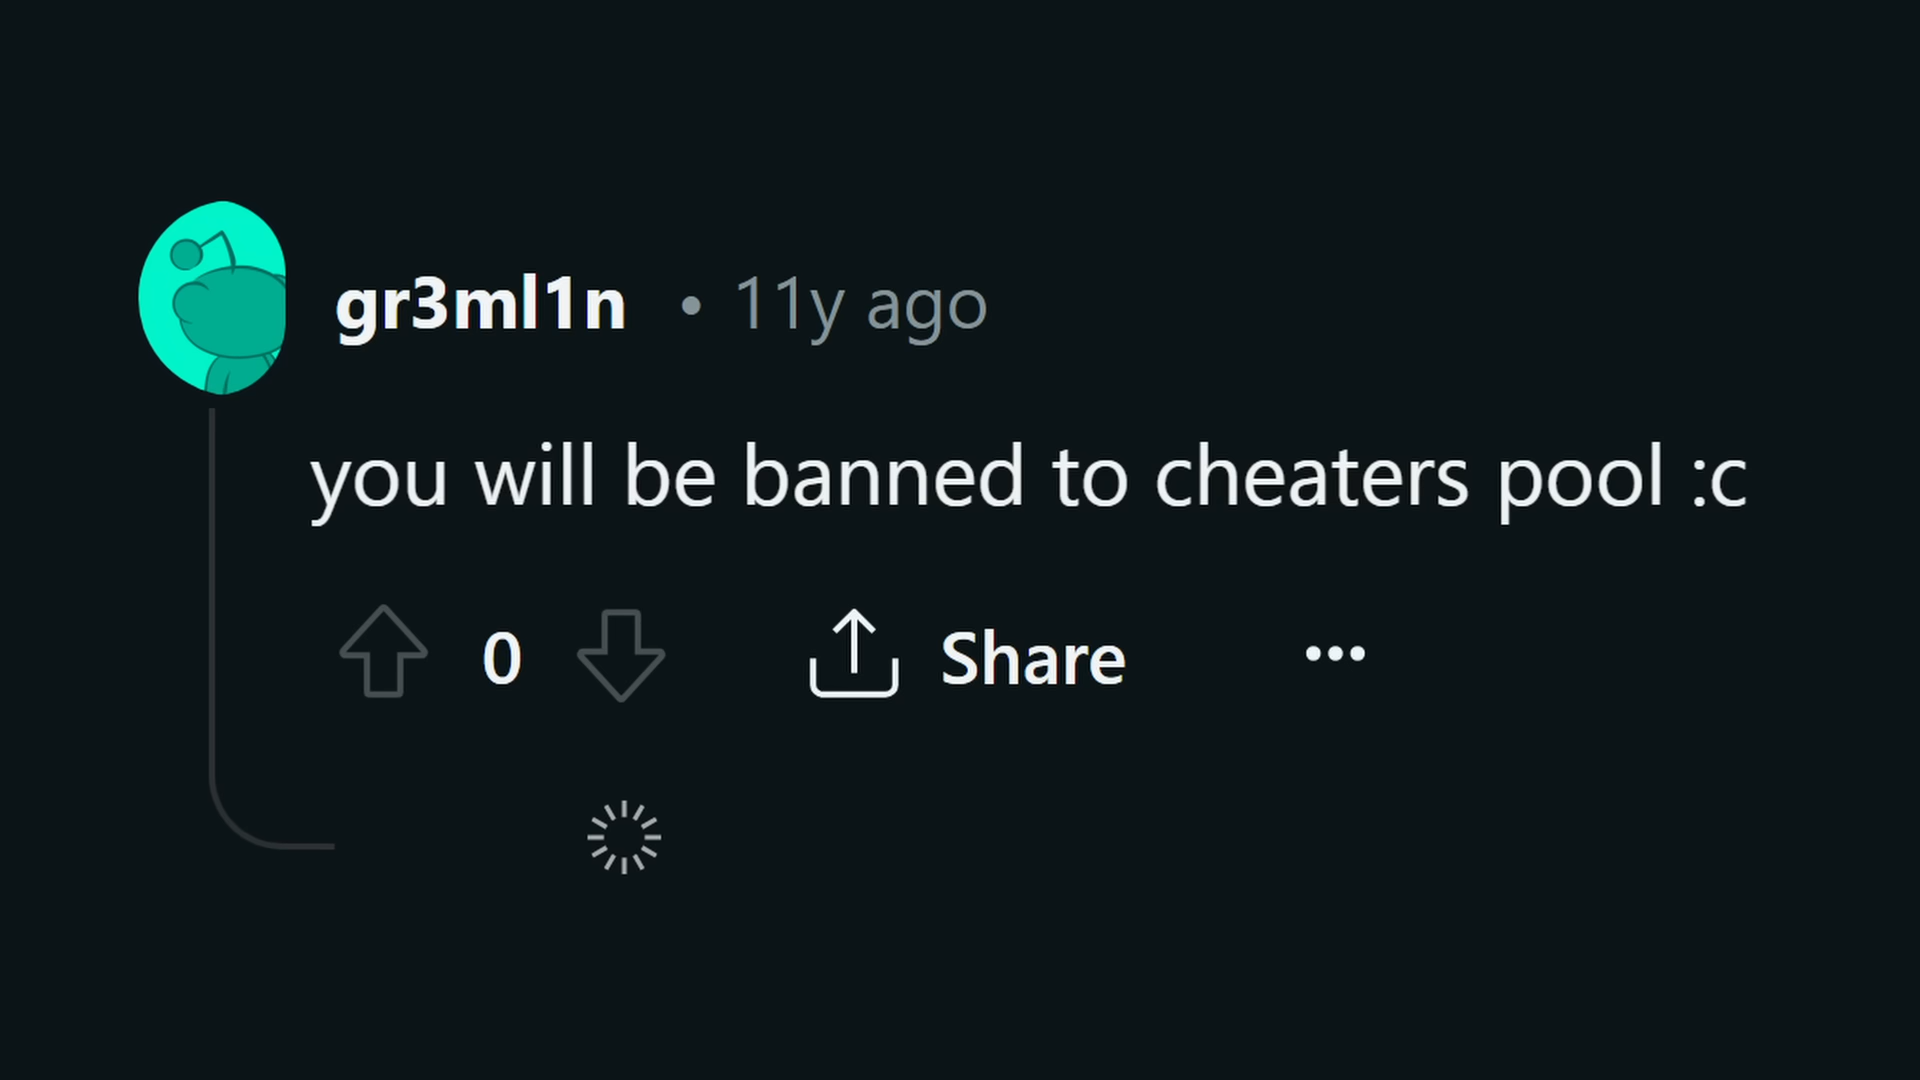 gr3ml1n • 11y ago
you will be banned to cheaters pool :c
0 Share ...